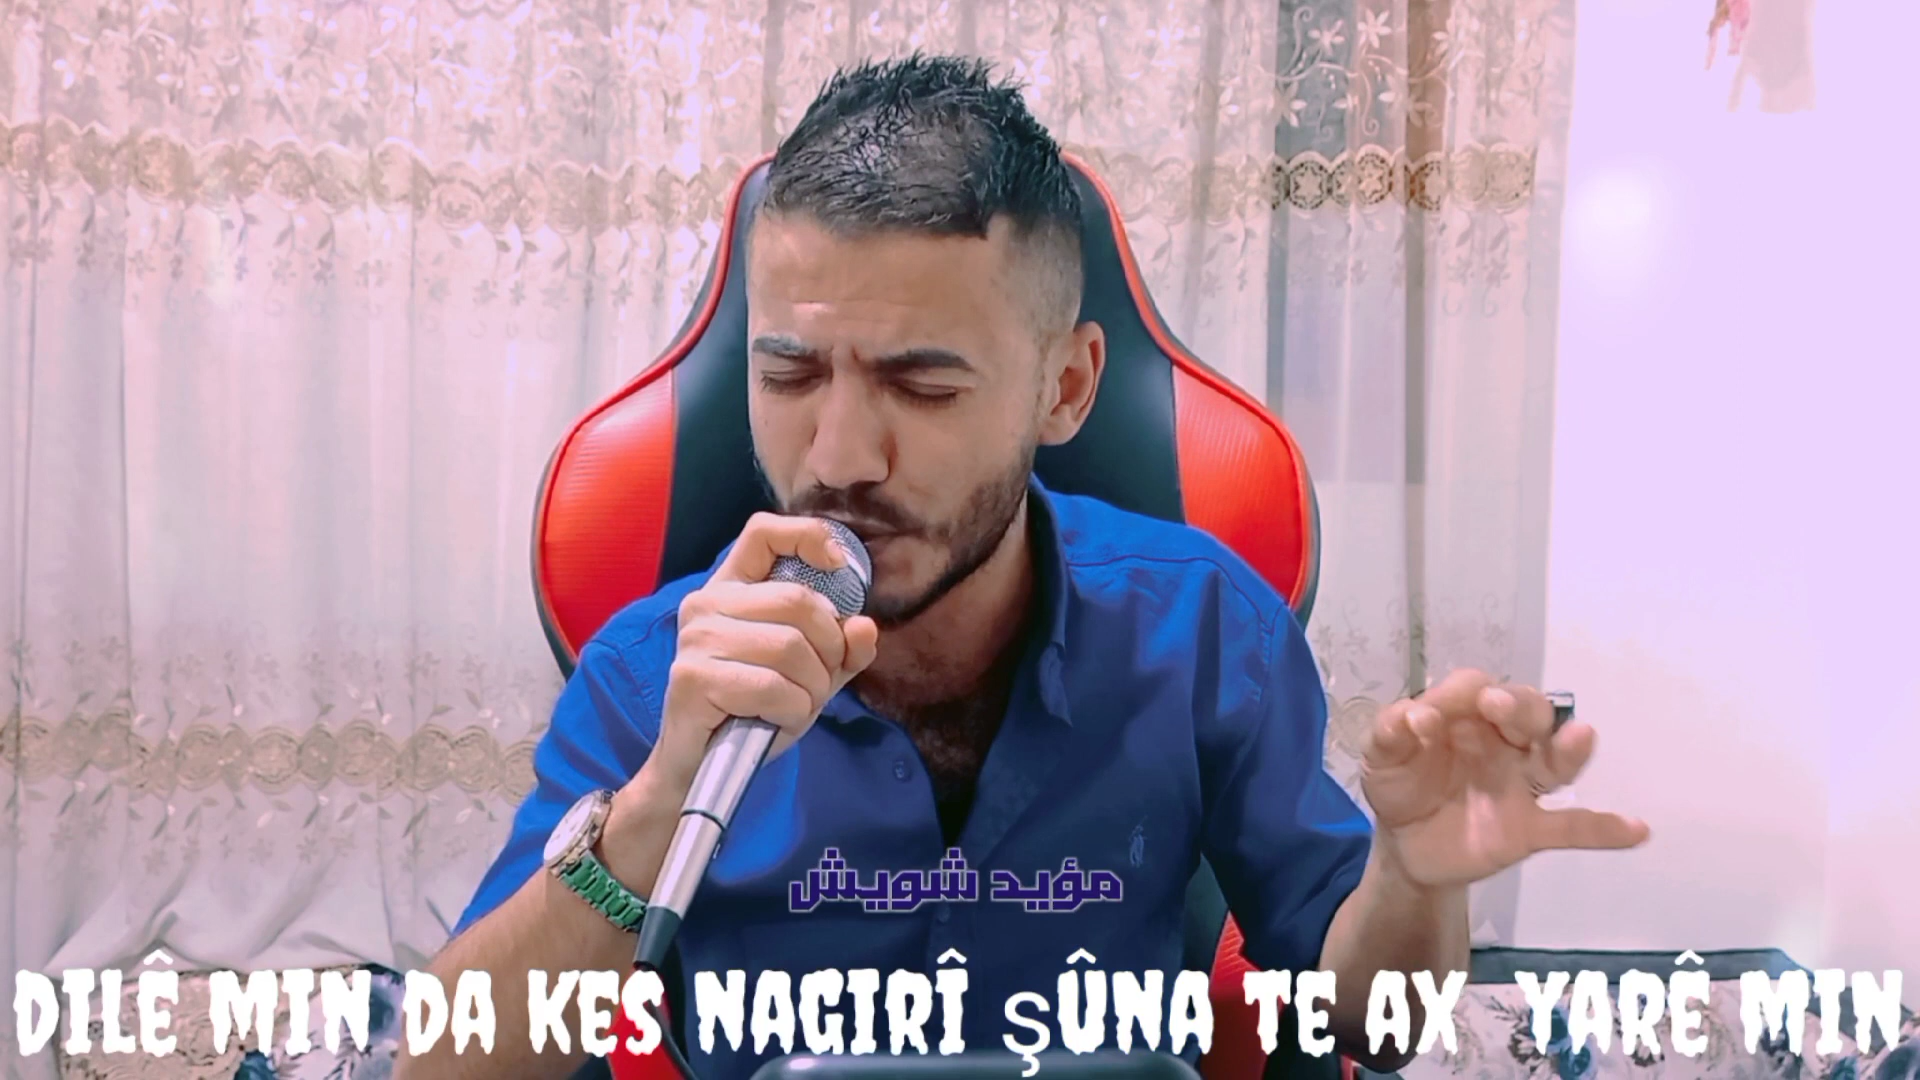 مؤيد شويش
DILÊ MIN DA KES NAGIRÎ ŞÛNA TE AX YARÊ MIN